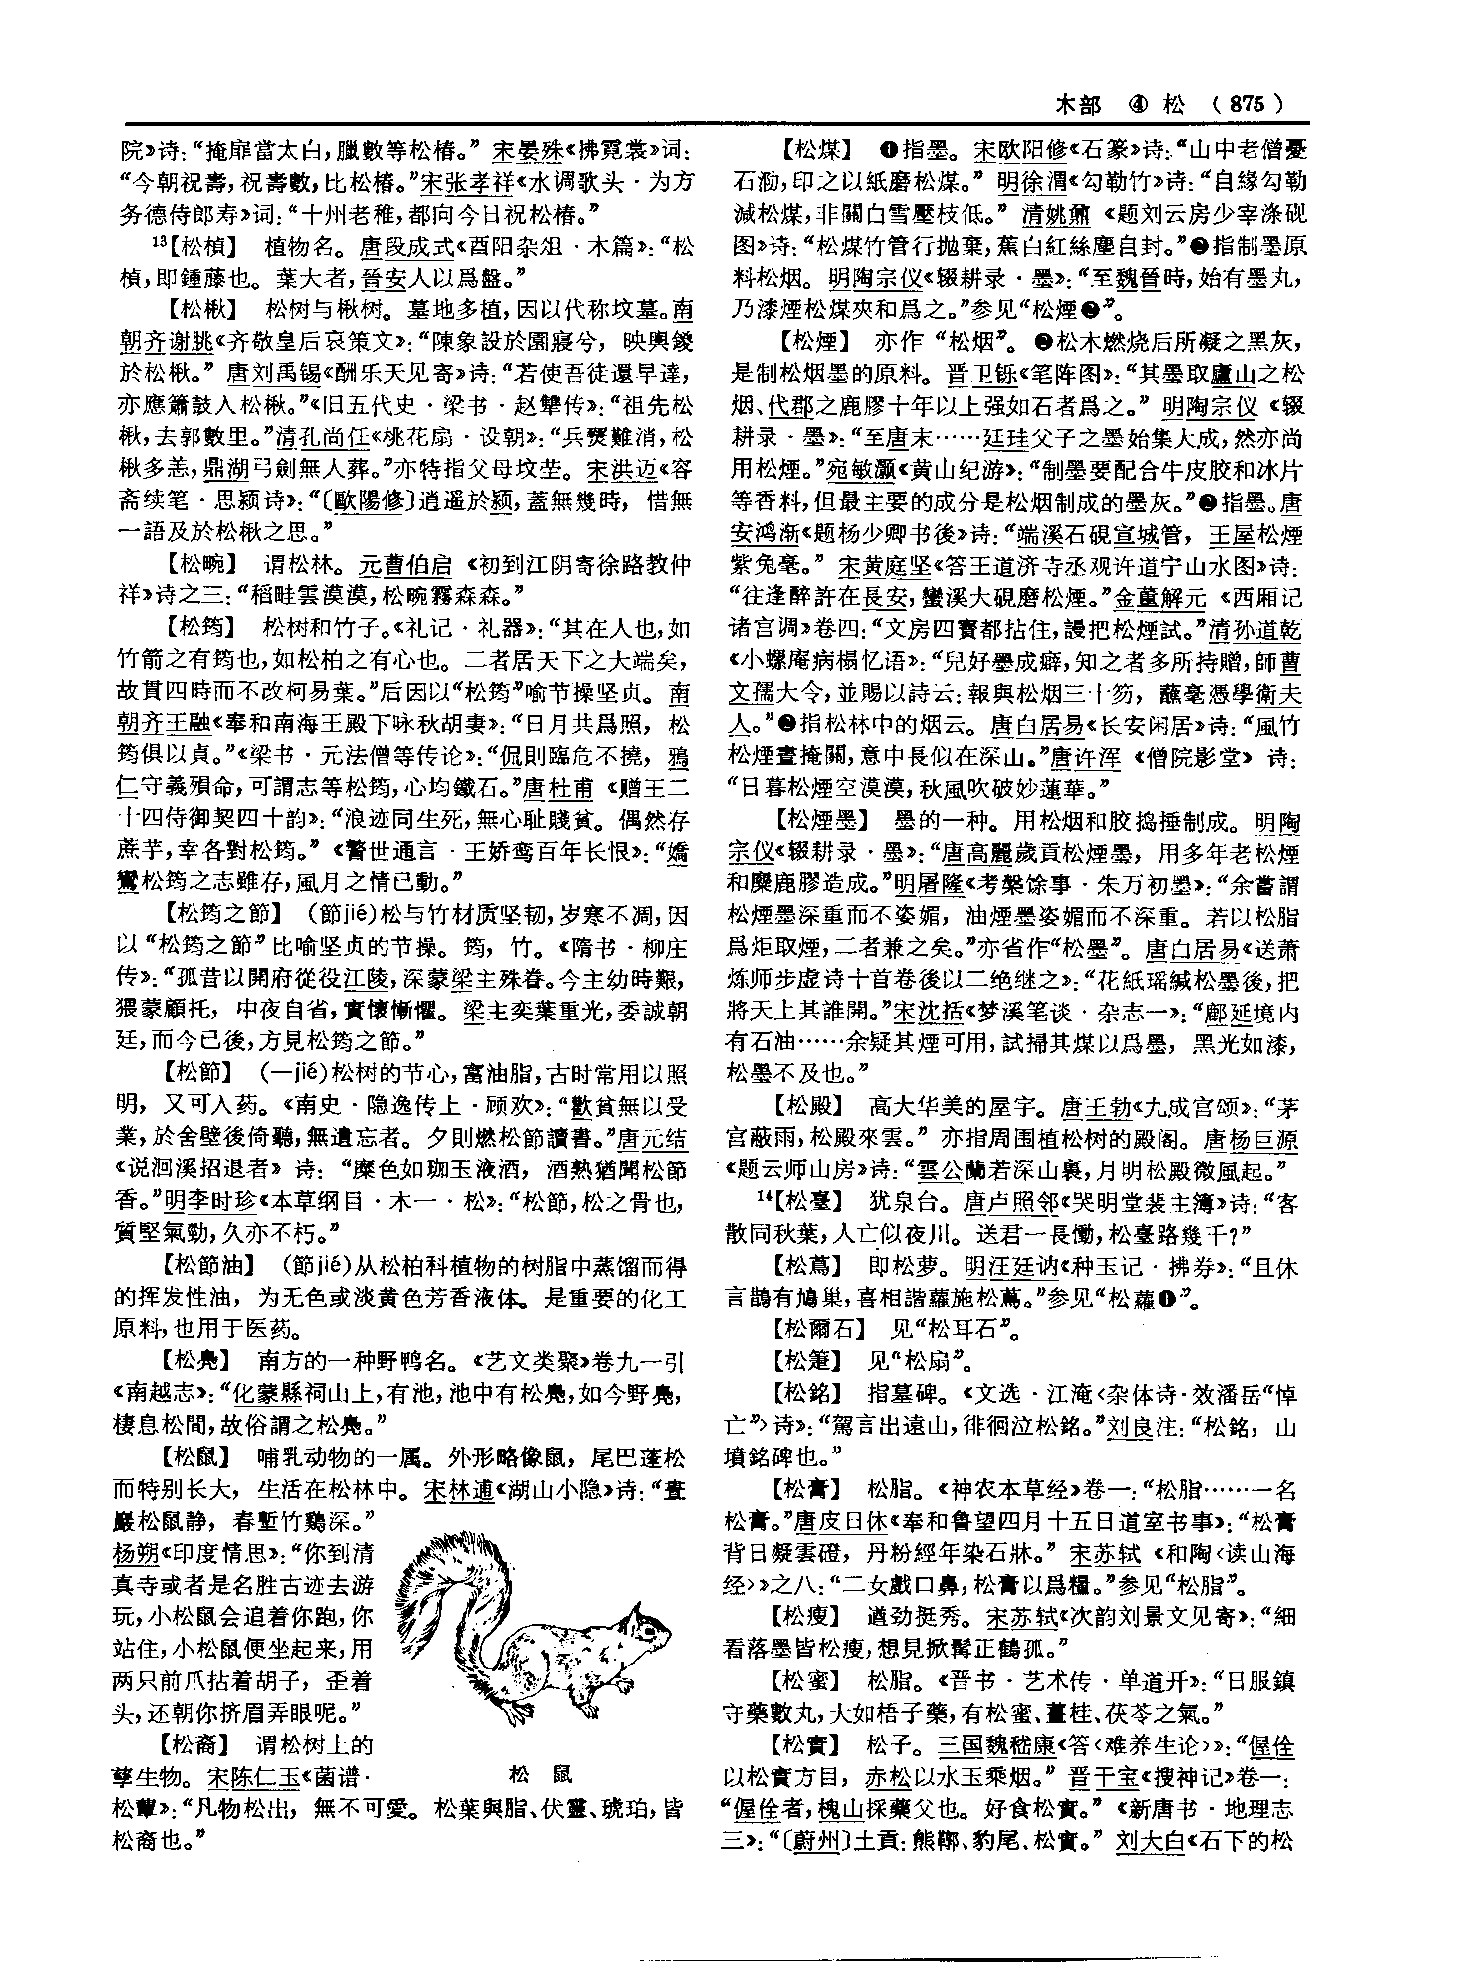 木部 ④ 松 (875)
院》诗：“掩扉當太白，臘數等松椿。” 宋晏殊《拂霓裳》词：
“今朝祝壽，祝壽數，比松椿。”宋张孝祥《水调歌头·为方
务德侍郎寿》词：“十州老稚，都向今日祝松椿。”
13【松楨】 植物名。唐段成式《酉阳杂俎·木篇》：“松
楨，即鍾藤也。葉大者，晉安人以爲盤。”
【松楸】 松树与楸树。墓地多植，因以代称坟墓。南
朝齐谢朓《齐敬皇后哀策文》：“陳象設於園寢兮， 映輿鍐
於松楸。” 唐刘禹锡《酬乐天见寄》诗：“若使吾徒還早達，
亦應簫鼓入松楸。”《旧五代史·梁书·赵犨传》：“祖先松
楸，去郭數里。”清孔尚任《桃花扇·设朝》：“兵燹難消，松
楸多恙，鼎湖弓劍無人葬。”亦特指父母坟茔。 宋洪迈《容
斋续笔·思颍诗》：“〔歐陽修〕逍遥於颍，蓋無幾時， 惜無
一語及於松楸之思。”
【松畹】 谓松林。元曹伯启《初到江阴寄徐路教仲
祥》诗之三：“稻畦雲漠漠，松畹霧森森。”
【松筠】 松树和竹子。《礼记·礼器》：“其在人也，如
竹箭之有筠也，如松柏之有心也。二者居天下之大端矣，
故貫四時而不改柯易葉。”后因以“松筠”喻节操坚贞。 南
朝齐王融《奉和南海王殿下咏秋胡妻》：“日月共爲照， 松
筠俱以貞。”《梁书·元法僧等传论》：“侃則臨危不撓， 鴉
仁守義殞命，可謂志等松筠，心均鐵石。”唐杜甫《赠王二
十四侍御契四十韵》：“浪迹同生死，無心耻賤貧。偶然存
蔗芋，幸各對松筠。”《警世通言·王娇鸾百年长恨》：“嬌
鸞松筠之志雖存，風月之情已動。”
【松筠之節】 （節jié）松与竹材质坚韧，岁寒不凋，因
以“松筠之節”比喻坚贞的节操。筠，竹。《隋书·柳庄
传》：“孤昔以開府從役江陵，深蒙梁主殊眷。今主幼時艱，
猥蒙顧托， 中夜自省，實懷慚懼。 梁主奕葉重光，委誠朝
廷，而今已後，方見松筠之節。”
【松節】 （—jié）松树的节心，富油脂，古时常用以照
明， 又可入药。《南史·隐逸传上·顾欢》：“歡貧無以受
業，於舍壁後倚聽，無遺忘者。 夕則燃松節讀書。”唐元结
《说洄溪招退者》诗：“糜色如珈玉液酒， 酒熟猶聞松節
香。”明李时珍《本草纲目·木一·松》：“松節，松之骨也，
質堅氣勁，久亦不朽。”
【松節油】 （節jié）从松柏科植物的树脂中蒸馏而得
的挥发性油， 为无色或淡黄色芳香液体。是重要的化工
原料，也用于医药。
【松鳧】 南方的一种野鸭名。《艺文类聚》卷九一引
《南越志》：“化蒙縣祠山上，有池，池中有松鳧，如今野鳧，
棲息松間，故俗謂之松鳧。”
【松鼠】 哺乳动物的一属。外形略像鼠，尾巴蓬松
而特别长大， 生活在松林中。 宋林逋《湖山小隐》诗：“晝
巖松鼠静， 春塹竹鷄深。”
杨朔《印度情思》：“你到清
真寺或者是名胜古迹去游
玩，小松鼠会追着你跑，你
站住，小松鼠便坐起来，用
两只前爪拈着胡子， 歪着
头，还朝你挤眉弄眼呢。”
【松裔】 谓松树上的
孳生物。宋陈仁玉《菌谱·
松 鼠
松蕈》：“凡物松出， 無不可愛。 松葉與脂、伏靈、琥珀，皆
松裔也。”
【松煤】 ❶指墨。 宋欧阳修《石篆》诗：“山中老僧憂
石泐，印之以紙磨松煤。” 明徐渭《勾勒竹》诗：“自緣勾勒
減松煤，非關白雪壓枝低。” 清姚鼐《题刘云房少宰涤砚
图》诗：“松煤竹管行抛棄，蕉白紅絲塵自封。”❷指制墨原
料松烟。 明陶宗仪《辍耕录·墨》：“至魏晉時，始有墨丸，
乃漆煙松煤夾和爲之。”参见“松煙❷”。
【松煙】 亦作“松烟”。 ❶松木燃烧后所凝之黑灰，
是制松烟墨的原料。 晋卫铄《笔阵图》：“其墨取廬山之松
烟、代郡之鹿膠十年以上强如石者爲之。” 明陶宗仪《辍
耕录·墨》：“至唐末……廷珪父子之墨始集大成，然亦尚
用松煙。”宛敏灏《黄山纪游》：“制墨要配合牛皮胶和冰片
等香料，但最主要的成分是松烟制成的墨灰。”❷指墨。唐
安鸿渐《题杨少卿书後》诗：“端溪石硯宣城管， 王屋松煙
紫兔毫。” 宋黄庭坚《答王道济寺丞观许道宁山水图》诗：
“往逢醉許在長安，蠻溪大硯磨松煙。”金董解元《西厢记
诸宫调》卷四：“文房四寶都拈住，謾把松煙試。”清孙道乾
《小螺庵病榻忆语》：“兒好墨成癖，知之者多所持贈，師曹
文孺大令，並賜以詩云：報與松烟三十笏， 蘸毫憑學衛夫
人。”❸指松林中的烟云。 唐白居易《长安闲居》诗：“風竹
松煙晝掩關，意中長似在深山。”唐许浑《僧院影堂》诗：
“日暮松煙空漠漠，秋風吹破妙蓮華。”
【松煙墨】 墨的一种。用松烟和胶捣捶制成。明陶
宗仪《辍耕录·墨》：“唐高麗歲貢松煙墨， 用多年老松煙
和麋鹿膠造成。”明屠隆《考槃馀事·朱万初墨》：“余嘗謂
松煙墨深重而不姿媚， 油煙墨姿媚而不深重。 若以松脂
爲炬取煙，二者兼之矣。”亦省作“松墨”。 唐白居易《送萧
炼师步虚诗十首卷後以二绝继之》：“花紙瑶緘松墨後，把
將天上共誰開。”宋沈括《梦溪笔谈·杂志一》：“鄜延境内
有石油……余疑其煙可用，試掃其煤以爲墨， 黑光如漆，
松墨不及也。”
【松殿】 高大华美的屋宇。 唐王勃《九成宫颂》：“茅
宫蔽雨，松殿來雲。” 亦指周围植松树的殿阁。 唐杨巨源
《题云师山房》诗：“雲公蘭若深山裏，月明松殿微風起。”
14【松臺】 犹泉台。唐卢照邻《哭明堂裴主簿》诗：“客
散同秋葉，人亡似夜川。送君一長慟，松臺路幾千？”
【松蔦】 即松萝。明汪廷讷《种玉记·拂券》：“且休
言鵲有鳩巢，喜相諧蘿施松蔦。”参见“松蘿❶”。
【松爾石】 见“松耳石”。
【松箑】 见“松扇”。
【松銘】 指墓碑。《文选·江淹〈杂体诗·效潘岳“悼
亡”〉诗》：“駕言出遠山，徘徊泣松銘。”刘良注：“松銘， 山
墳銘碑也。”
【松膏】 松脂。《神农本草经》卷一：“松脂……一名
松膏。”唐皮日休《奉和鲁望四月十五日道室书事》：“松膏
背日凝雲磴， 丹粉經年染石牀。” 宋苏轼《和陶〈读山海
经〉》之八：“二女戲口鼻，松膏以爲糧。”参见“松脂”。
【松瘦】 遒劲挺秀。宋苏轼《次韵刘景文见寄》：“細
看落墨皆松瘦，想見掀髯正鶴孤。”
【松蜜】 松脂。《晋书·艺术传·单道开》：“日服鎮
守藥數丸，大如梧子藥，有松蜜、薑桂、茯苓之氣。”
【松實】 松子。三国魏嵇康《答〈难养生论〉》：“偓佺
以松實方目， 赤松以水玉乘烟。” 晋干宝《搜神记》卷一：
“偓佺者，槐山採藥父也。好食松實。”《新唐书·地理志
三》：“〔蔚州〕土貢：熊鞹、豹尾、松實。” 刘大白《石下的松